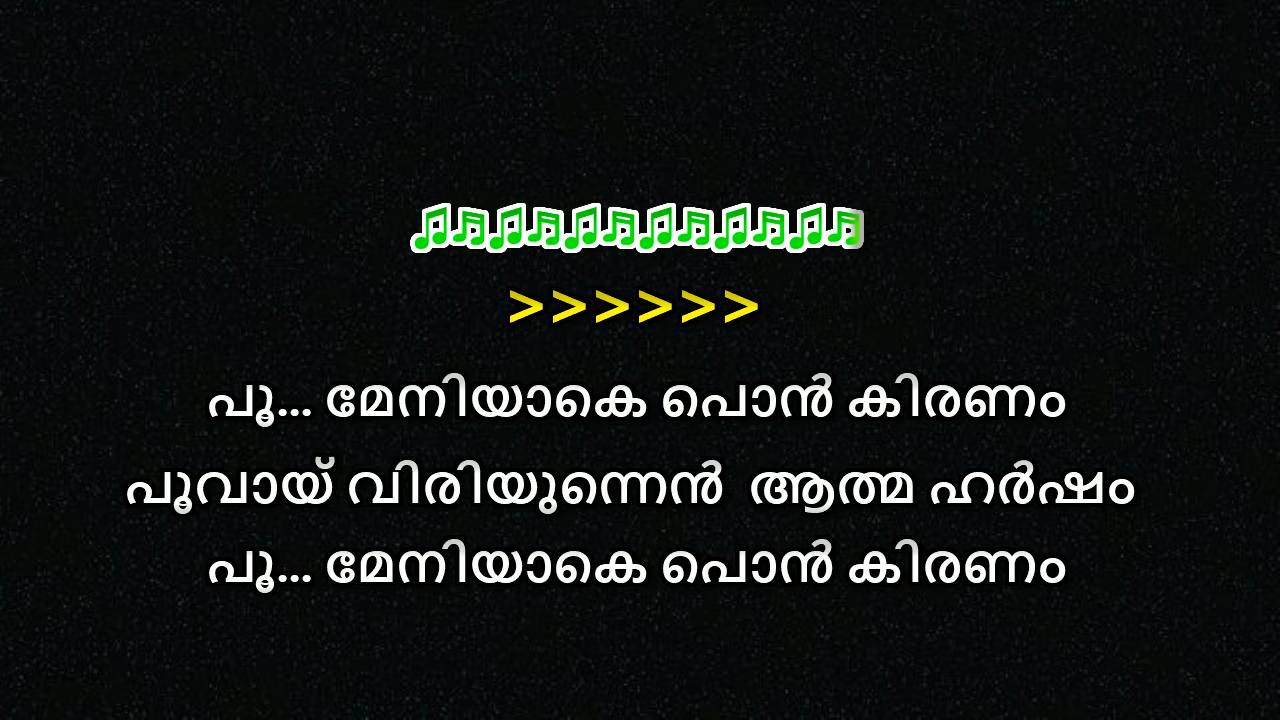 ♫♬♫♬♫♬♫♬♫♬♫♬
>>>>>>
പൂ... മേനിയാകെ പൊൻ കിരണം
പൂവായ് വിരിയുന്നെൻ ആത്മ ഹർഷം
പൂ... മേനിയാകെ പൊൻ കിരണം